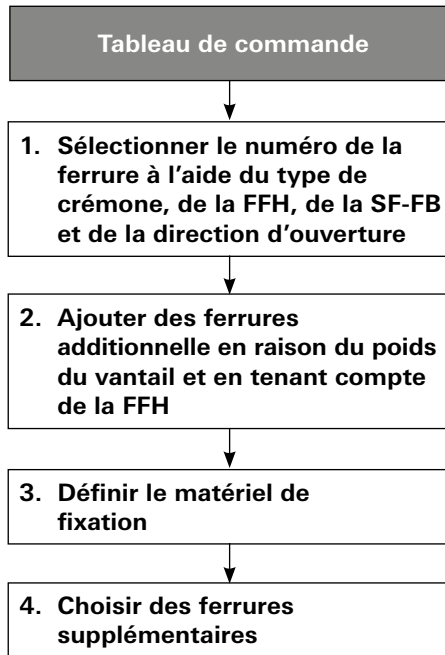 Tableau de commande
1. Sélectionner le numéro de la
ferrure à l’aide du type de
crémone, de la FFH, de la SF-FB
et de la direction d’ouverture
2. Ajouter des ferrures
additionnelle en raison du poids
du vantail et en tenant compte
de la FFH
3. Définir le matériel de
fixation
4. Choisir des ferrures
supplémentaires